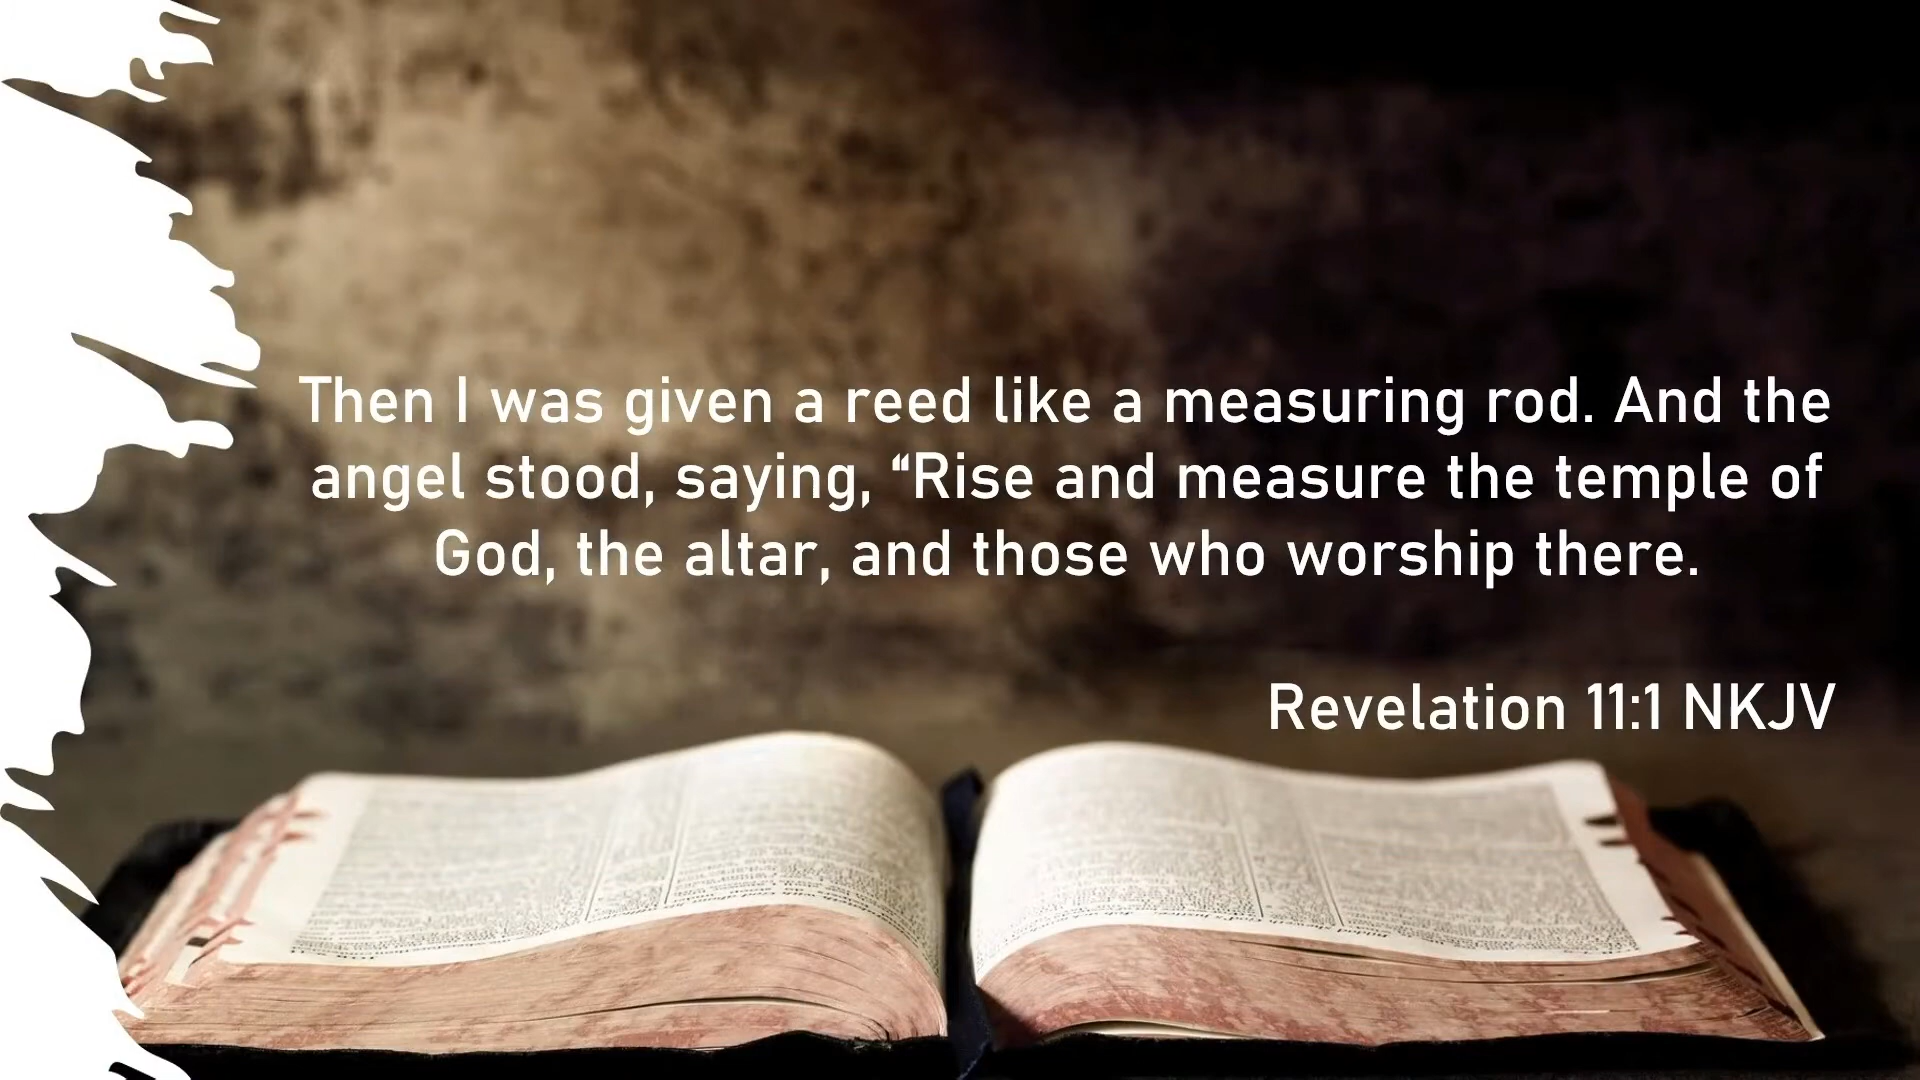 Then I was given a reed like a measuring rod. And the
angel stood, saying, “Rise and measure the temple of
God, the altar, and those who worship there.
Revelation 11:1 NKJV